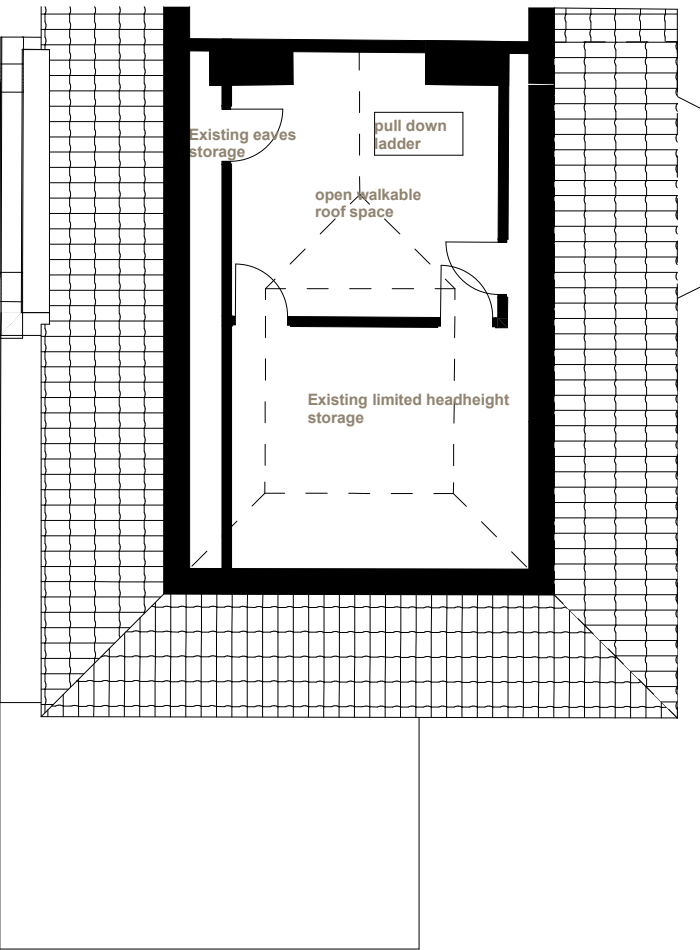 Existing eaves
storage
pull down
ladder
open walkable
roof space
Existing limited headheight
storage